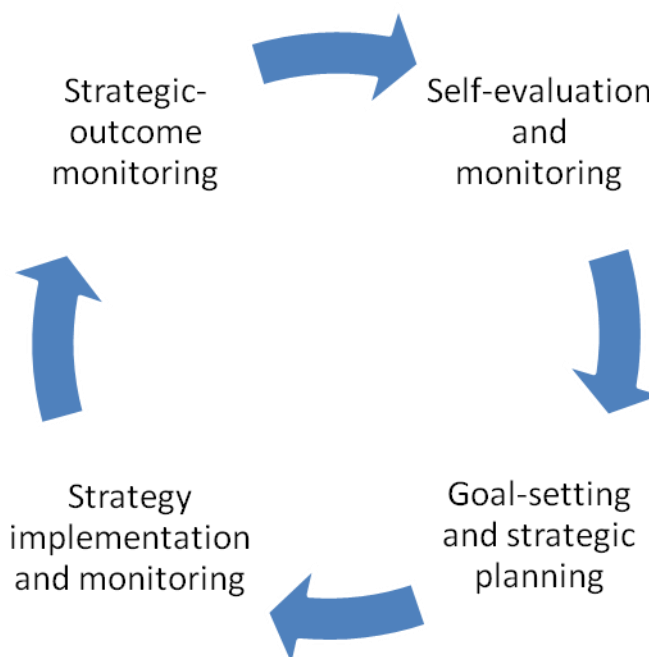 Strategic-
outcome
monitoring
Self-evaluation
and
monitoring
Goal-setting
and strategic
planning
Strategy
implementation
and monitoring